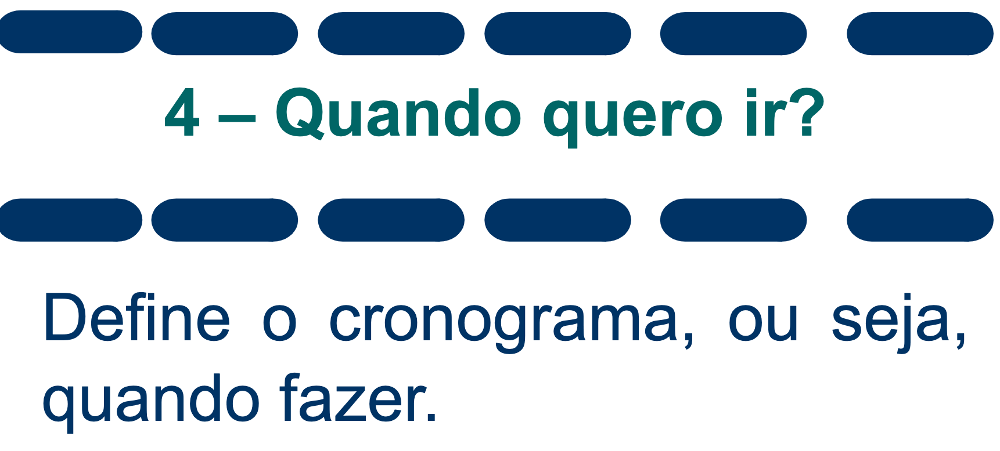 4 – Quando quero ir?
Define o cronograma, ou seja,
quando fazer.